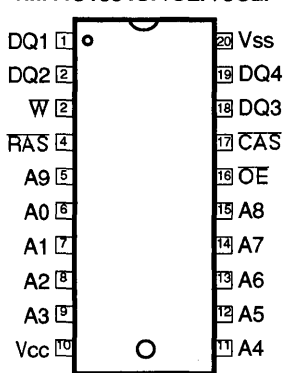 DQ1 1 20 Vss
DQ2 2 19 DQ4
W 2 18 DQ3
RAS 4 17 CAS
A9 5 16 OE
A0 6 15 A8
A1 7 14 A7
A2 8 13 A6
A3 9 12 A5
Vcc 10 11 A4